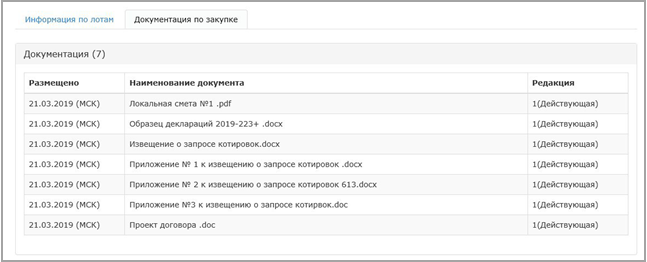 Информация по лотам Документация по закупке
Документация (7)
Размещено Наименование документа Редакция
21.03.2019 (МСК) Локальная смета №1 .pdf 1(Действующая)
21.03.2019 (МСК) Образец деклараций 2019-223+ .docx 1(Действующая)
21.03.2019 (МСК) Извещение о запросе котировок.docx 1(Действующая)
21.03.2019 (МСК) Приложение № 1 к извещению о запросе котировок .docx 1(Действующая)
21.03.2019 (МСК) Приложение № 2 к извещению о запросе котировок 613.docx 1(Действующая)
21.03.2019 (МСК) Приложение №3 к извещению о запросе котирвок.doc 1(Действующая)
21.03.2019 (МСК) Проект договора .doc 1(Действующая)